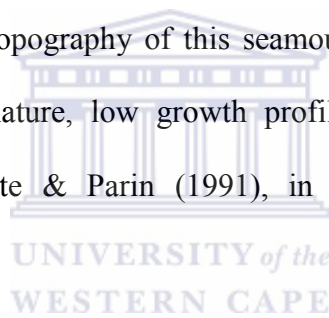 opography of this seamou
ature, low growth profil
te & Parin (1991), in
UNIVERSITY of the
WESTERN CAPE